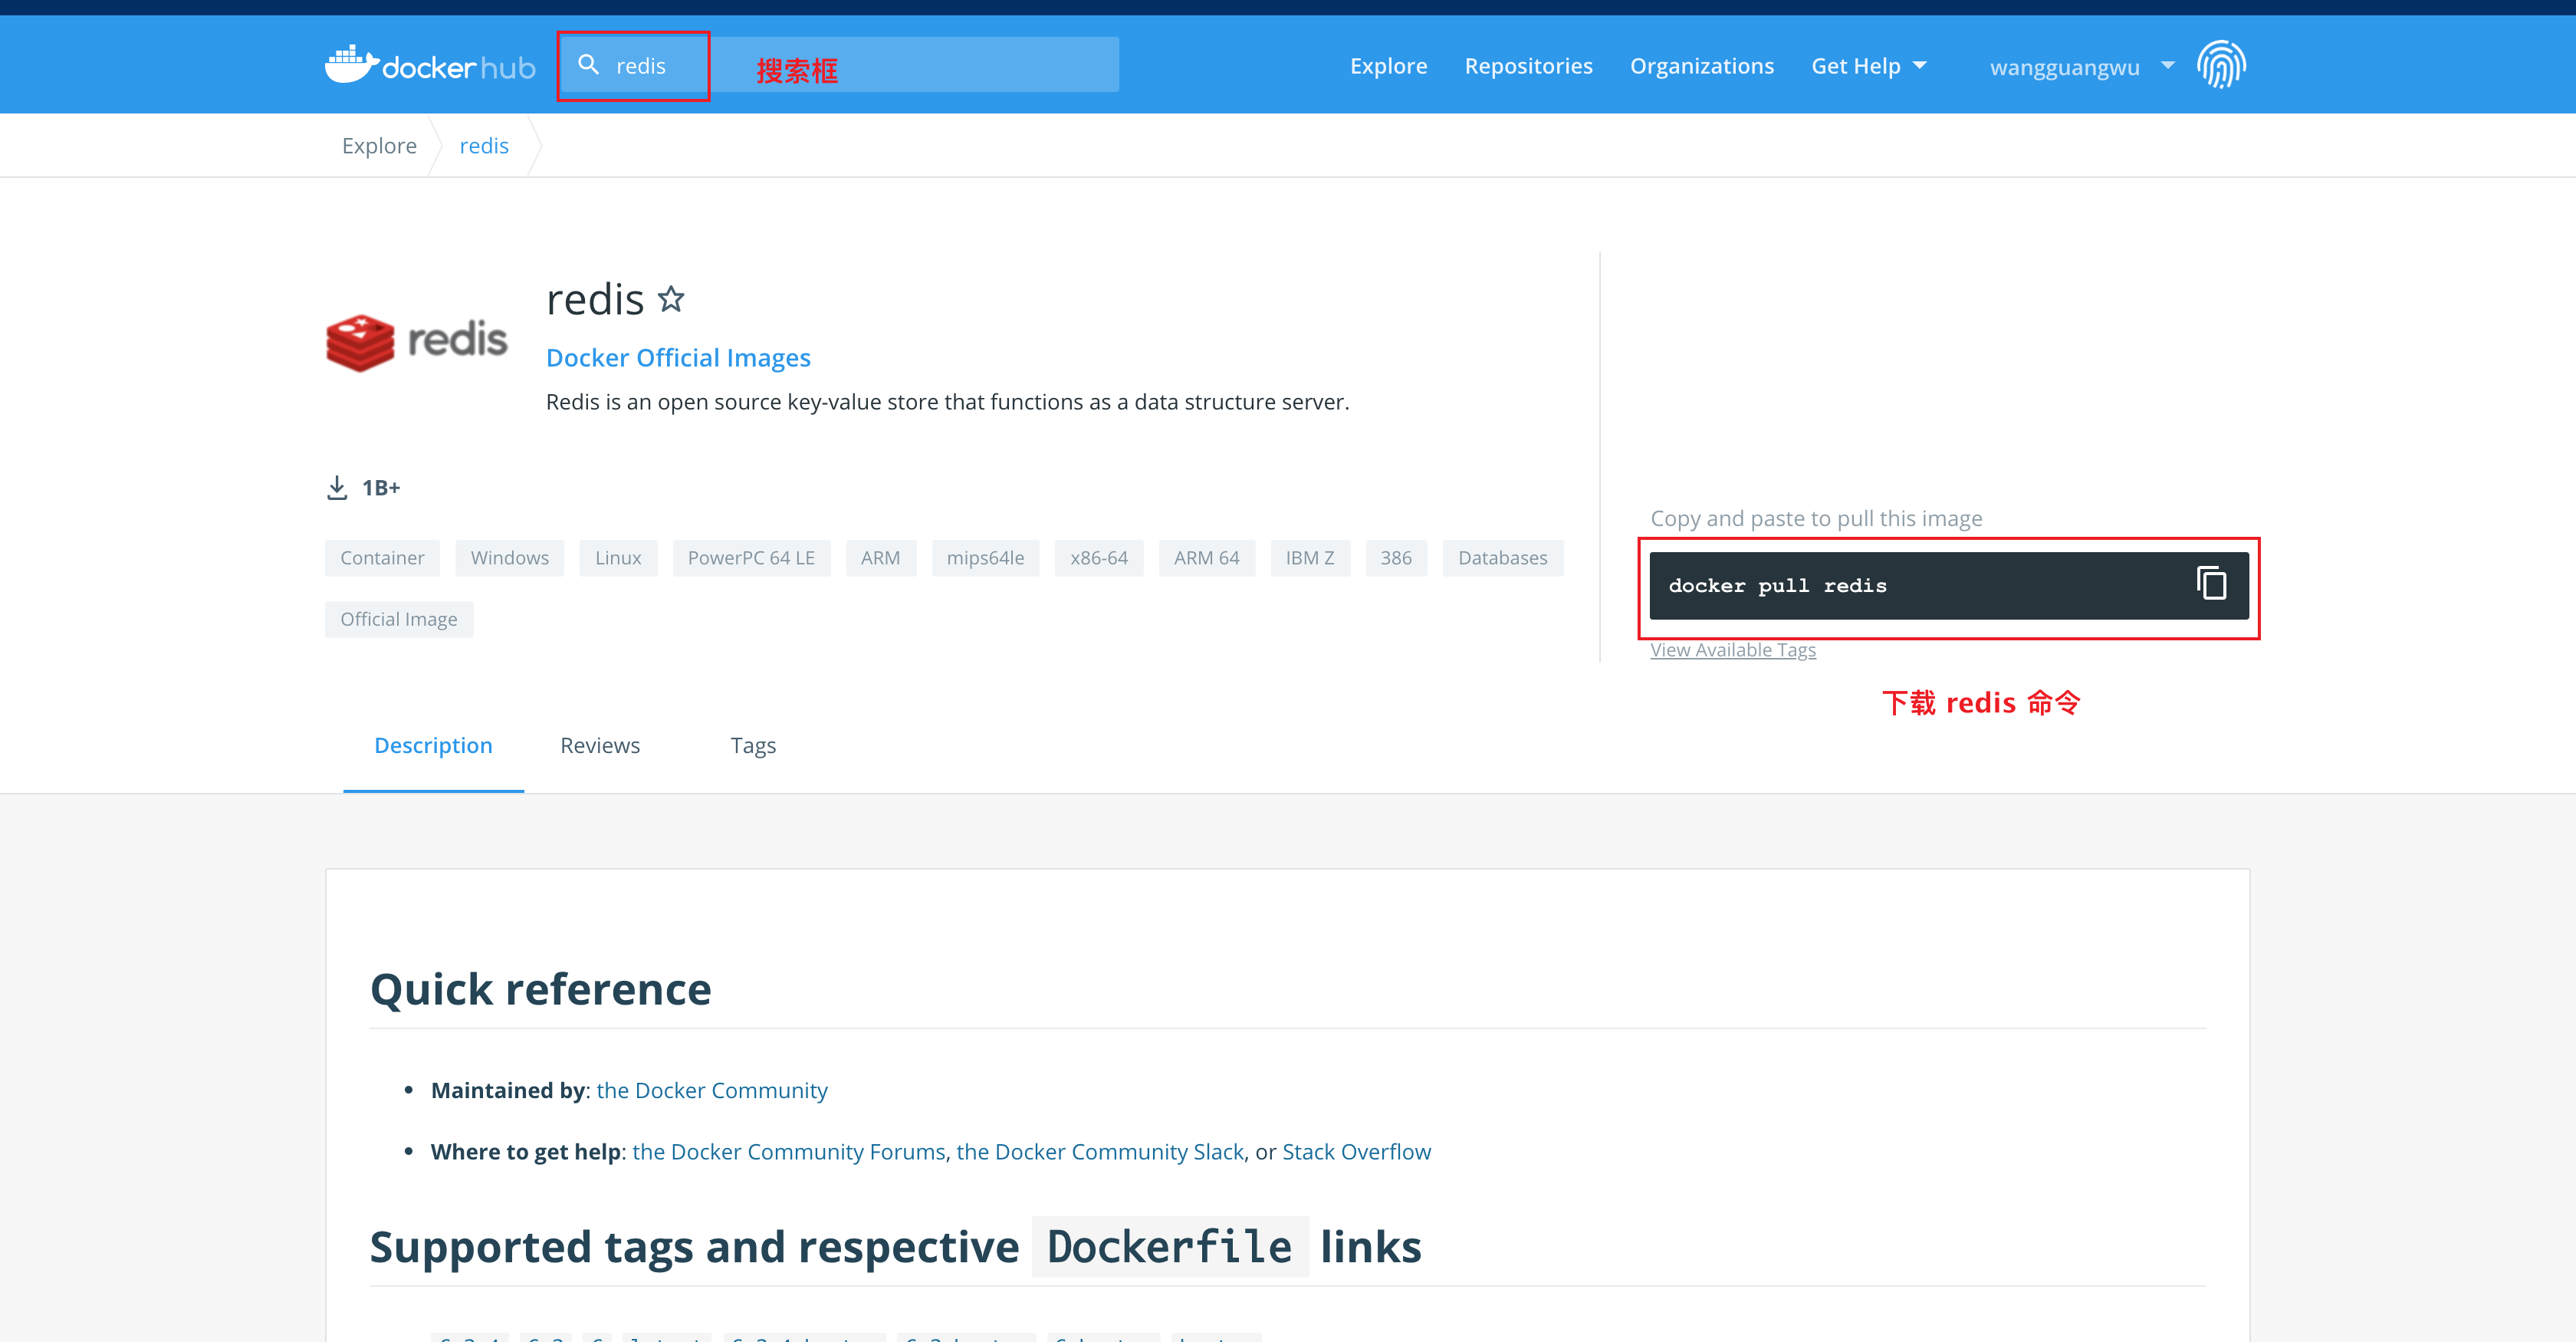 dockerhub redis 搜索框 Explore Repositories Organizations Get Help wangguangwu
Explore redis
redis
redis
Docker Official Images
Redis is an open source key-value store that functions as a data structure server.
1B+
Container Windows Linux PowerPC 64 LE ARM mips64le x86-64 ARM 64 IBM Z 386 Databases
Official Image
Copy and paste to pull this image
docker pull redis
View Available Tags
下载 redis 命令
Description Reviews Tags
Quick reference
• Maintained by: the Docker Community
• Where to get help: the Docker Community Forums, the Docker Community Slack, or Stack Overflow
Supported tags and respective Dockerfile links